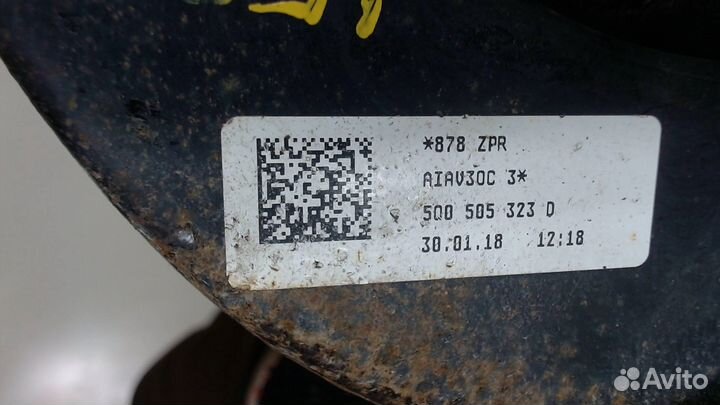 *878 ZPR
AIAV30C 3*
5Q0 505 323 D
30.01.18 12:18
Avito